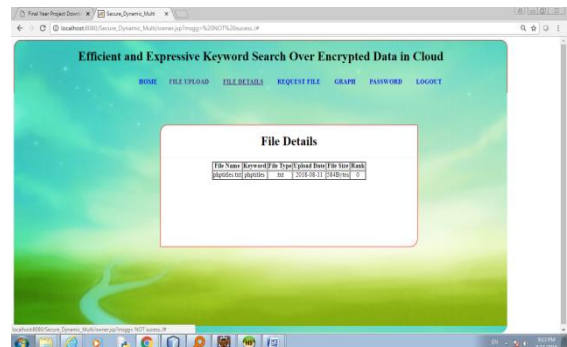 Final Year Project Downl
Secure_Dynamic_Multi
localhost:8080/Secure_Dynamic_Multi/owner.jsp?msgg=%20NOT%20sucess..!#
Efficient and Expressive Keyword Search Over Encrypted Data in Cloud
HOME FILE UPLOAD FILE DETAILS REQUEST FILE GRAPH PASSWORD LOGOUT
File Details
File Name Keyword File Type Upload Date File Size Rank
phptitles.txt phptitles .txt 2018-08-11 584Bytes 0
localhost:8080/Secure_Dynamic_Multi/owner.jsp?msgg= NOT sucess..!#
EN